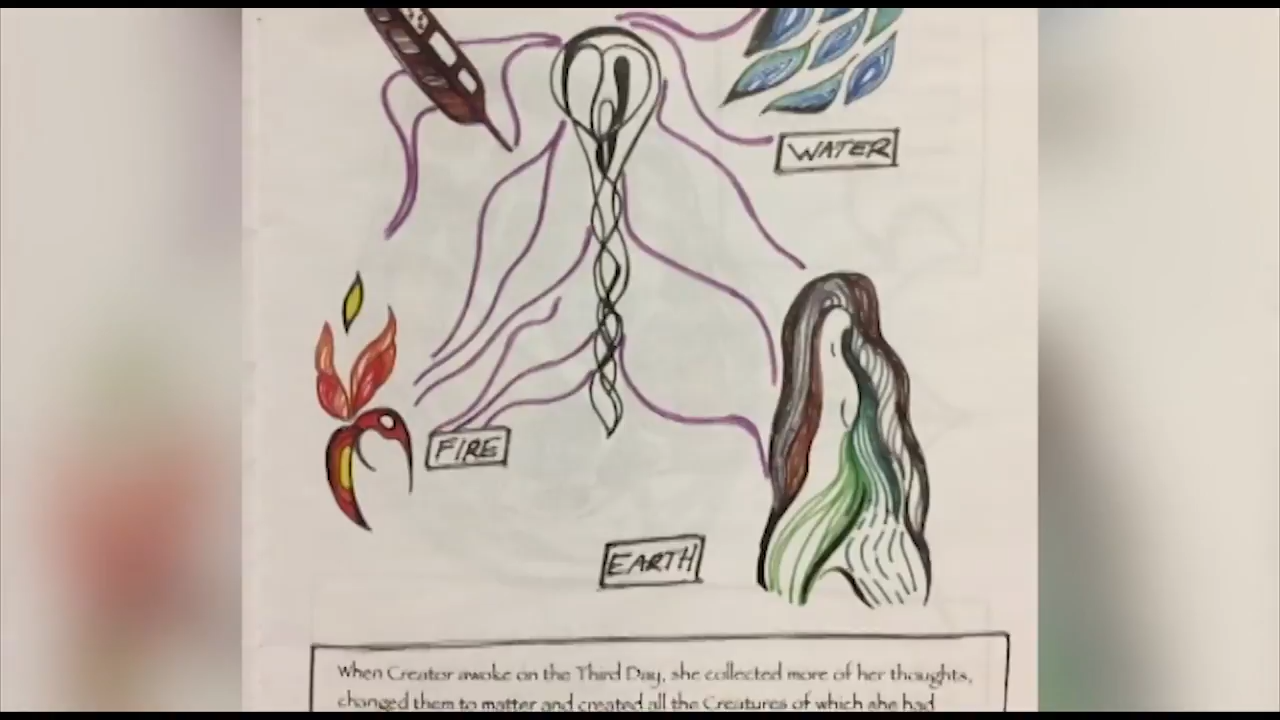 WATER
FIRE
EARTH
When Creator awoke on the Third Day, she collected more of her thoughts,
changed them to matter and created all the Creatures of which she had